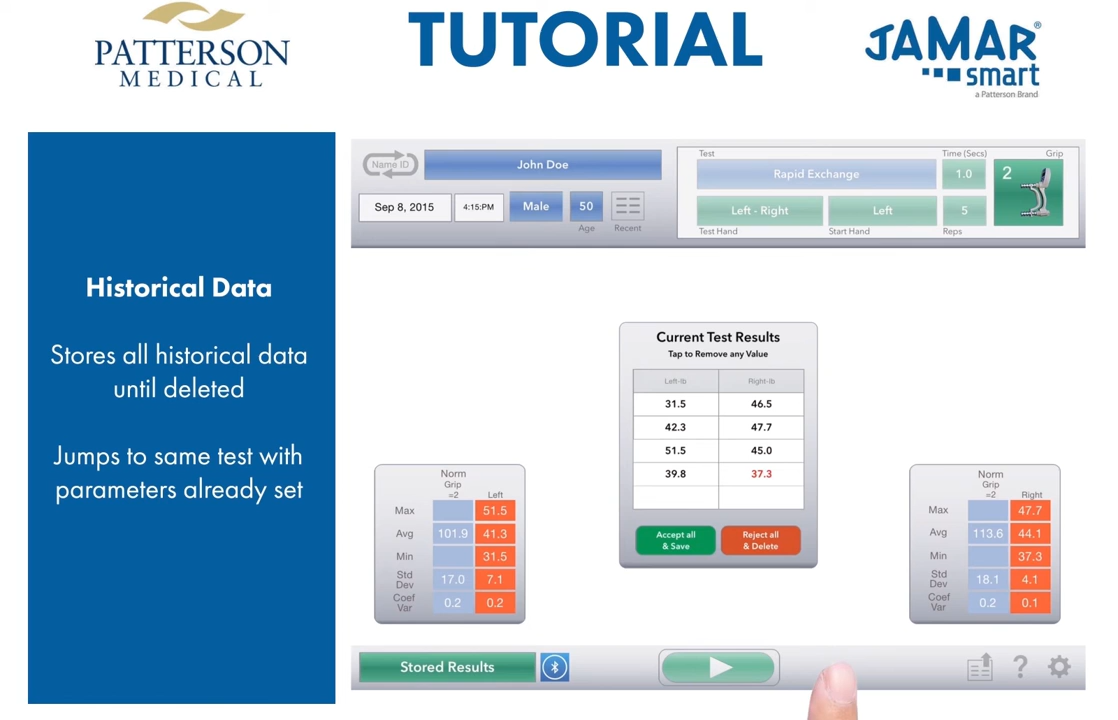 PATTERSON
MEDICAL
TUTORIAL
JAMAR®
smart
a Patterson Brand
Historical Data
Stores all historical data
until deleted
Jumps to same test with
parameters already set
Name ID
John Doe
Sep 8, 2015
4:15:PM
Male
50
Age
Recent
Test
Time (Secs)
Grip
Rapid Exchange
1.0
2
Left - Right
Left
5
Test Hand
Start Hand
Reps
Current Test Results
Tap to Remove any Value
Left-lb Right-lb
31.5 46.5
42.3 47.7
51.5 45.0
39.8 37.3
Accept all
& Save
Reject all
& Delete
Norm
Grip
=2 Left
Max 51.5
Avg 101.9 41.3
Min 31.5
Std
Dev 17.0 7.1
Coef
Var 0.2 0.2
Norm
Grip
=2 Right
Max 47.7
Avg 113.6 44.1
Min 37.3
Std
Dev 18.1 4.1
Coef
Var 0.2 0.1
Stored Results
?